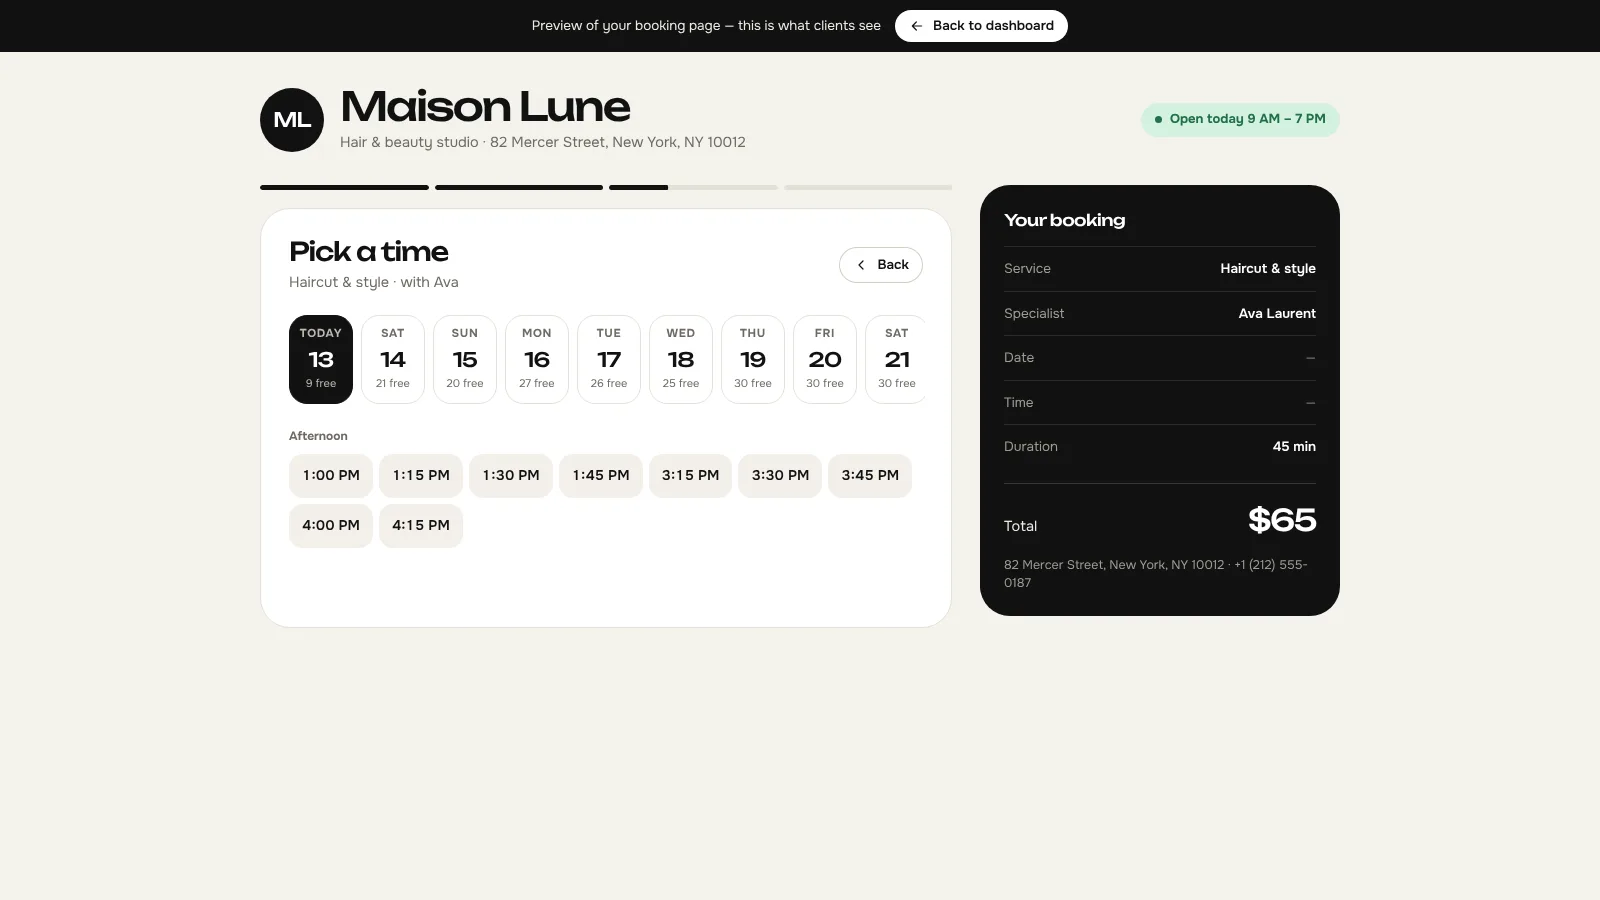 Preview of your booking page — this is what clients see
Back to dashboard
ML
Maison Lune
Hair & beauty studio · 82 Mercer Street, New York, NY 10012
Open today 9 AM – 7 PM
Pick a time
Haircut & style · with Ava
Back
TODAY
13
9 free
SAT
14
21 free
SUN
15
20 free
MON
16
27 free
TUE
17
26 free
WED
18
25 free
THU
19
30 free
FRI
20
30 free
SAT
21
30 free
Afternoon
1:00 PM
1:15 PM
1:30 PM
1:45 PM
3:15 PM
3:30 PM
3:45 PM
4:00 PM
4:15 PM
Your booking
Service Haircut & style
Specialist Ava Laurent
Date —
Time —
Duration 45 min
Total $65
82 Mercer Street, New York, NY 10012 · +1 (212) 555-
0187